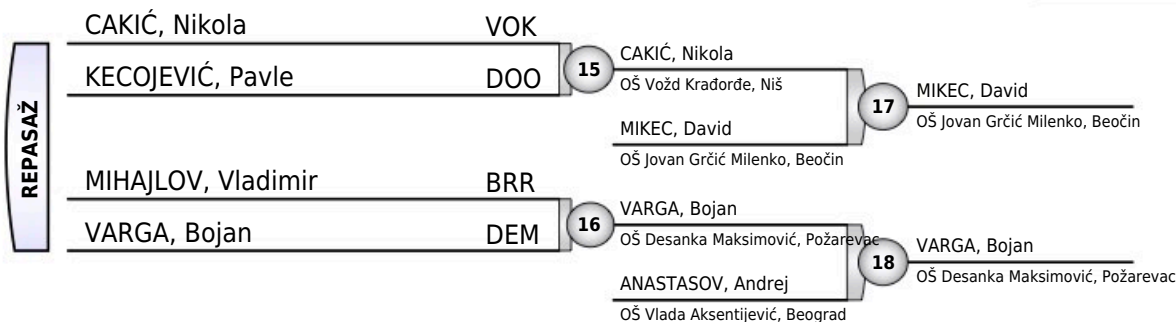 REPASAŽ
CAKIĆ, Nikola VOK
KECOJEVIĆ, Pavle DOO
15
CAKIĆ, Nikola
OŠ Vožd Krađorđe, Niš
MIKEC, David
OŠ Jovan Grčić Milenko, Beočin
17
MIKEC, David
OŠ Jovan Grčić Milenko, Beočin
MIHAJLOV, Vladimir BRR
VARGA, Bojan DEM
16
VARGA, Bojan
OŠ Desanka Maksimović, Požarevac
ANASTASOV, Andrej
OŠ Vlada Aksentijević, Beograd
18
VARGA, Bojan
OŠ Desanka Maksimović, Požarevac